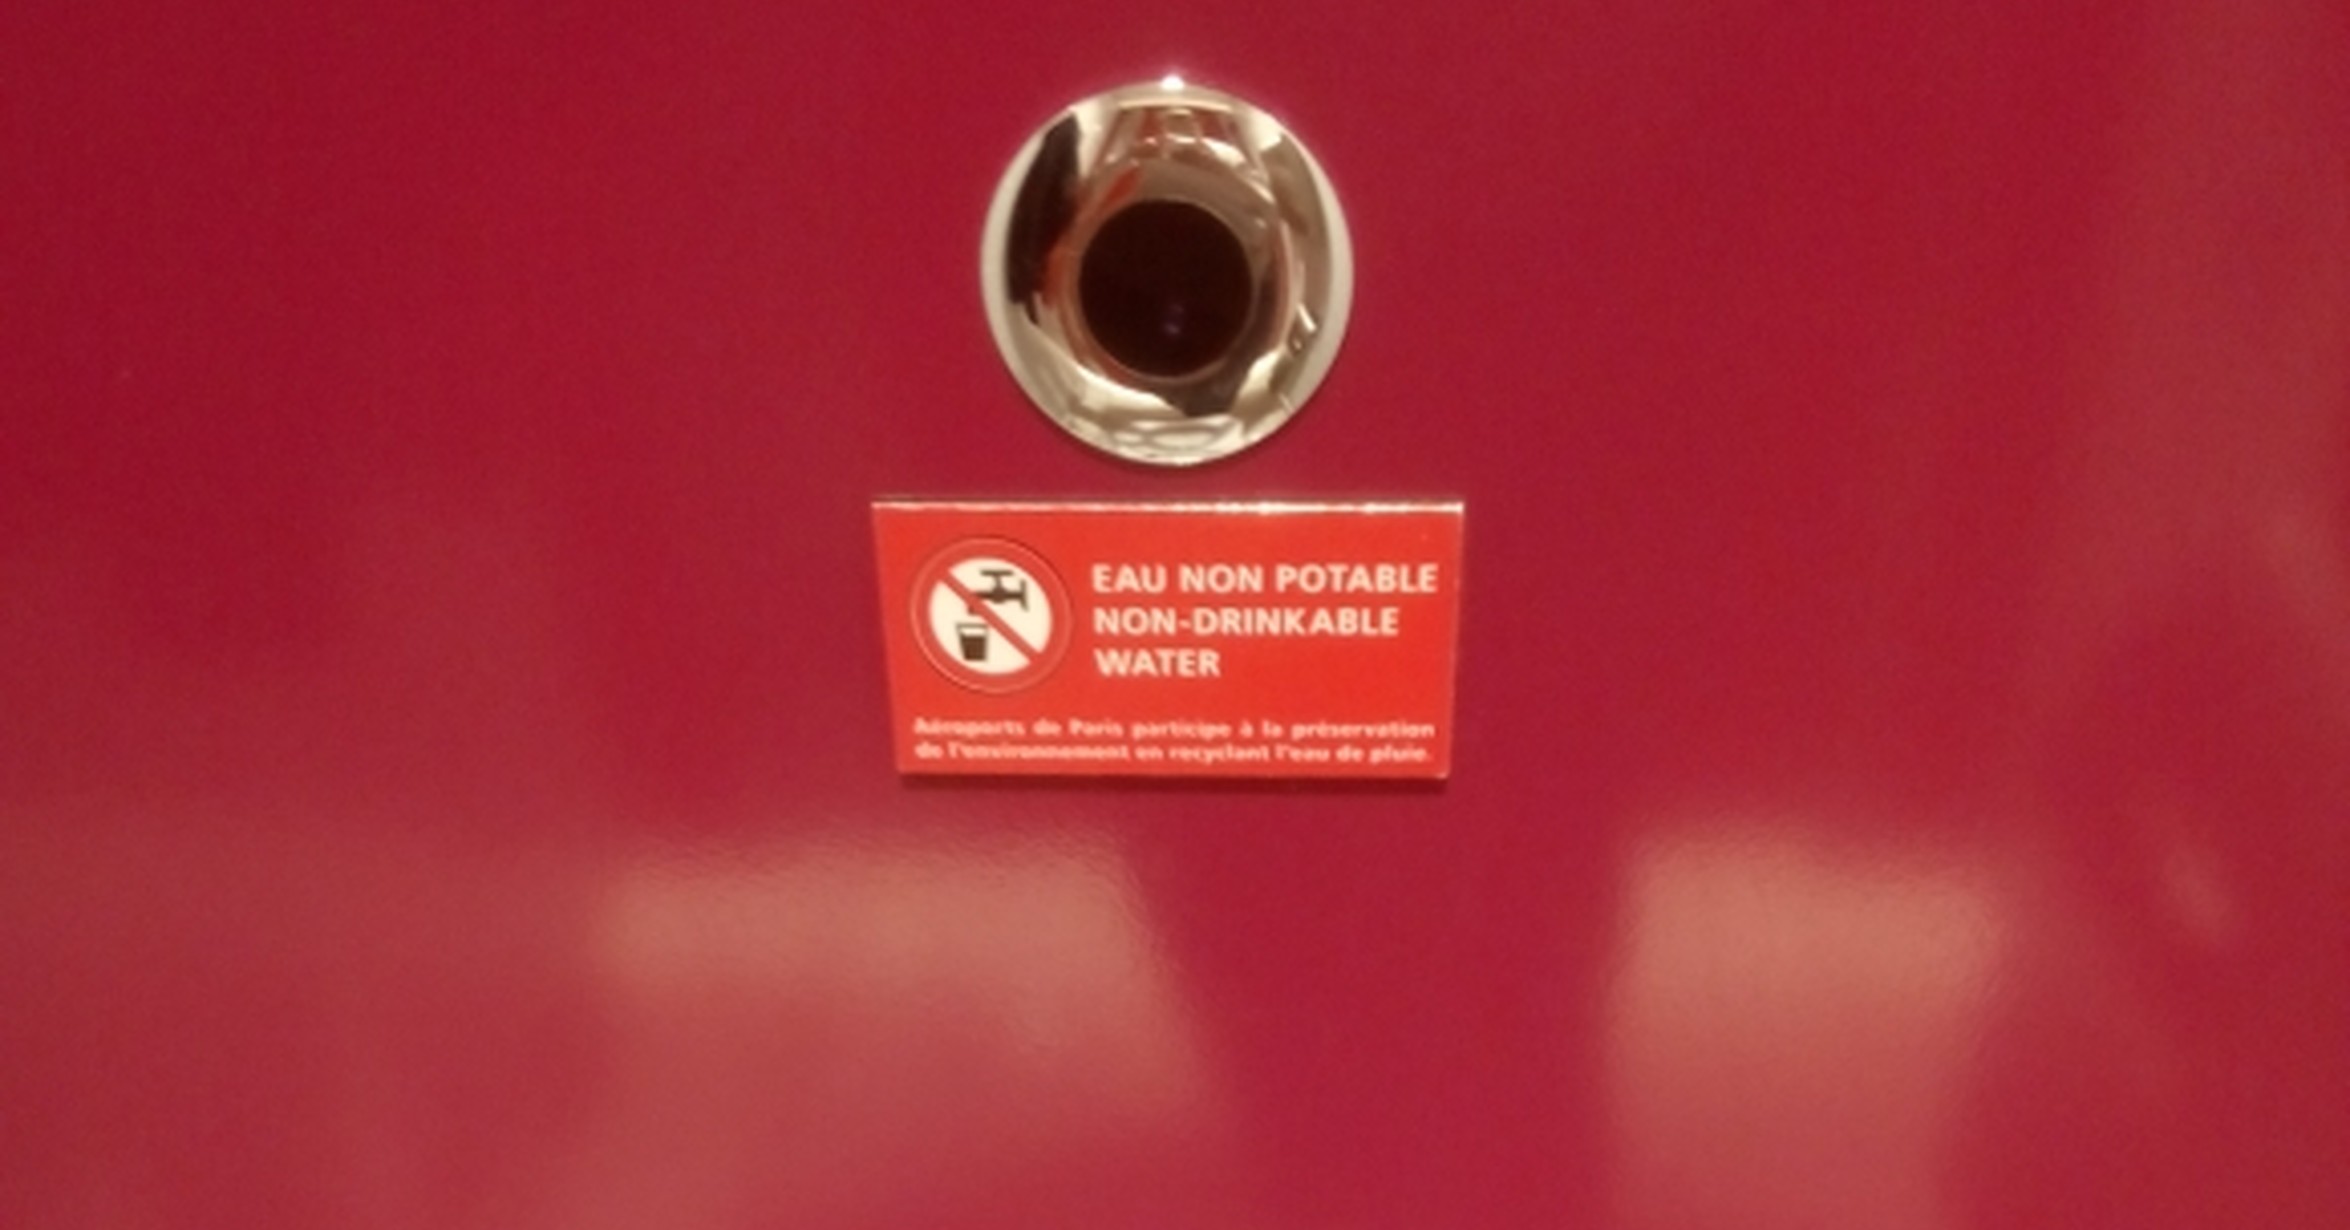 EAU NON POTABLE
NON-DRINKABLE
WATER
Aéroports de Paris participe à la préservation
de l'environnement en recyclant l'eau de pluie.